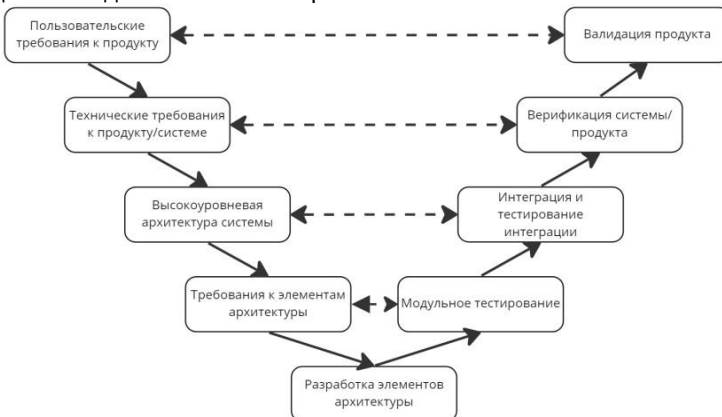 Пользовательские
требования к продукту
Валидация продукта
Технические требования
к продукту/системе
Верификация системы/
продукта
Высокоуровневая
архитектура системы
Интеграция и
тестирование
интеграции
Требования к элементам
архитектуры
Модульное тестирование
Разработка элементов
архитектуры